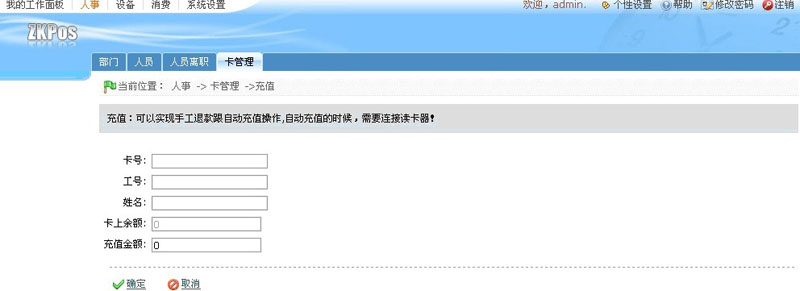 我的工作面板 人事 设备 消费 系统设置 欢迎, admin. 个性设置 帮助 修改密码 注销
ZKPos
部门 人员 人员离职 卡管理
当前位置： 人事 -> 卡管理 ->充值
充值：可以实现手工退款跟自动充值操作,自动充值的时候，需要连接读卡器!
卡号:
工号:
姓名:
卡上余额: 0
充值金额: 0
确定 取消